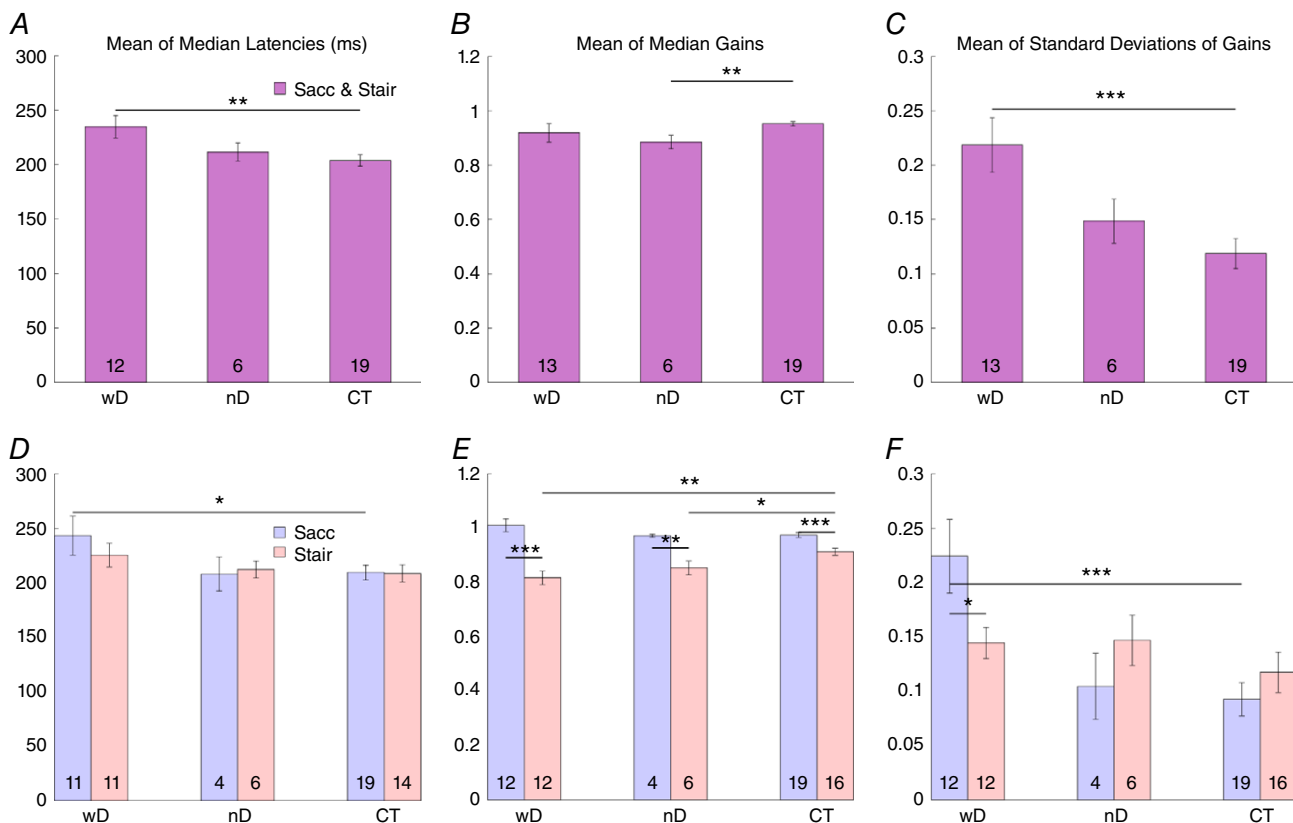 A
Mean of Median Latencies (ms)
300
250
200
150
100
50
0
Sacc & Stair
**
12
6
19
wD
nD
CT
B
Mean of Median Gains
1.2
1
0.8
0.6
0.4
0.2
0
**
13
6
19
wD
nD
CT
C
Mean of Standard Deviations of Gains
0.3
0.25
0.2
0.15
0.1
0.05
0
***
13
6
19
wD
nD
CT
D
300
250
200
150
100
50
0
*
Sacc
Stair
11
11
4
6
19
14
wD
nD
CT
E
1.2
1
0.8
0.6
0.4
0.2
0
**
*
***
***
**
12
12
4
6
19
16
wD
nD
CT
F
0.3
0.25
0.2
0.15
0.1
0.05
0
***
*
12
12
4
6
19
16
wD
nD
CT